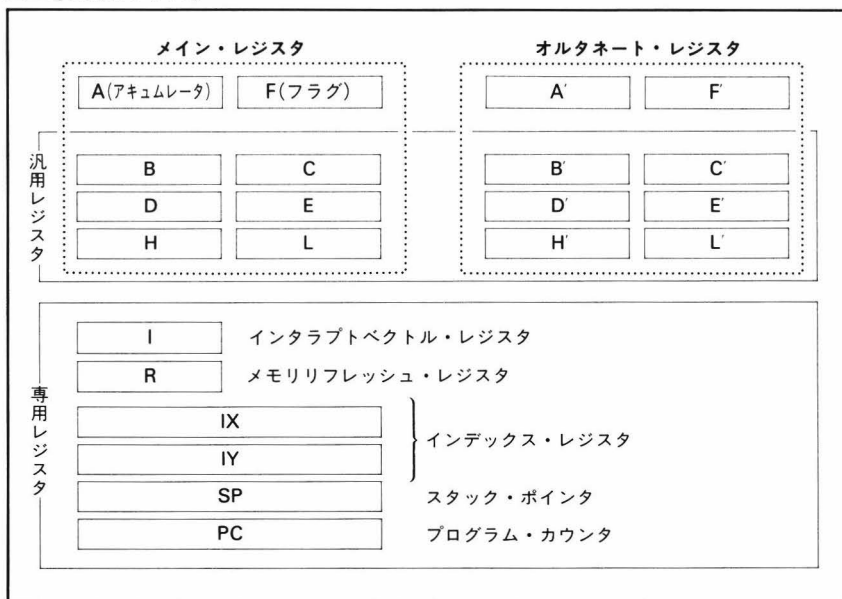 メイン・レジスタ
オルタネート・レジスタ
A(アキュムレータ)
F(フラグ)
A′
F′
汎用レジスタ
B
C
B′
C′
D
E
D′
E′
H
L
H′
L′
専用レジスタ
I
インタラプトベクトル・レジスタ
R
メモリリフレッシュ・レジスタ
IX
IY
インデックス・レジスタ
SP
スタック・ポインタ
PC
プログラム・カウンタ